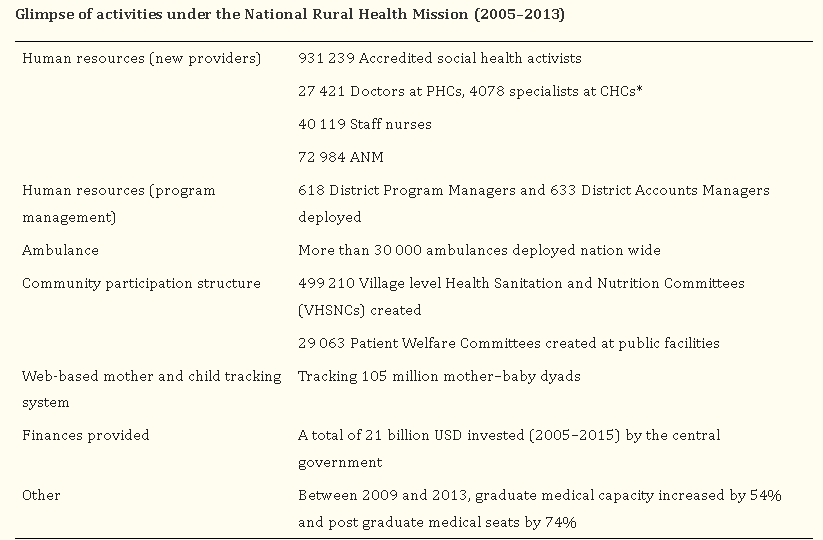 Glimpse of activities under the National Rural Health Mission (2005–2013)
Human resources (new providers)
931 239 Accredited social health activists
27 421 Doctors at PHCs, 4078 specialists at CHCs*
40 119 Staff nurses
72 984 ANM
Human resources (program
management)
618 District Program Managers and 633 District Accounts Managers
deployed
Ambulance
More than 30 000 ambulances deployed nation wide
Community participation structure
499 210 Village level Health Sanitation and Nutrition Committees
(VHSNCs) created
29 063 Patient Welfare Committees created at public facilities
Web-based mother and child tracking
system
Tracking 105 million mother–baby dyads
Finances provided
A total of 21 billion USD invested (2005–2015) by the central
government
Other
Between 2009 and 2013, graduate medical capacity increased by 54%
and post graduate medical seats by 74%